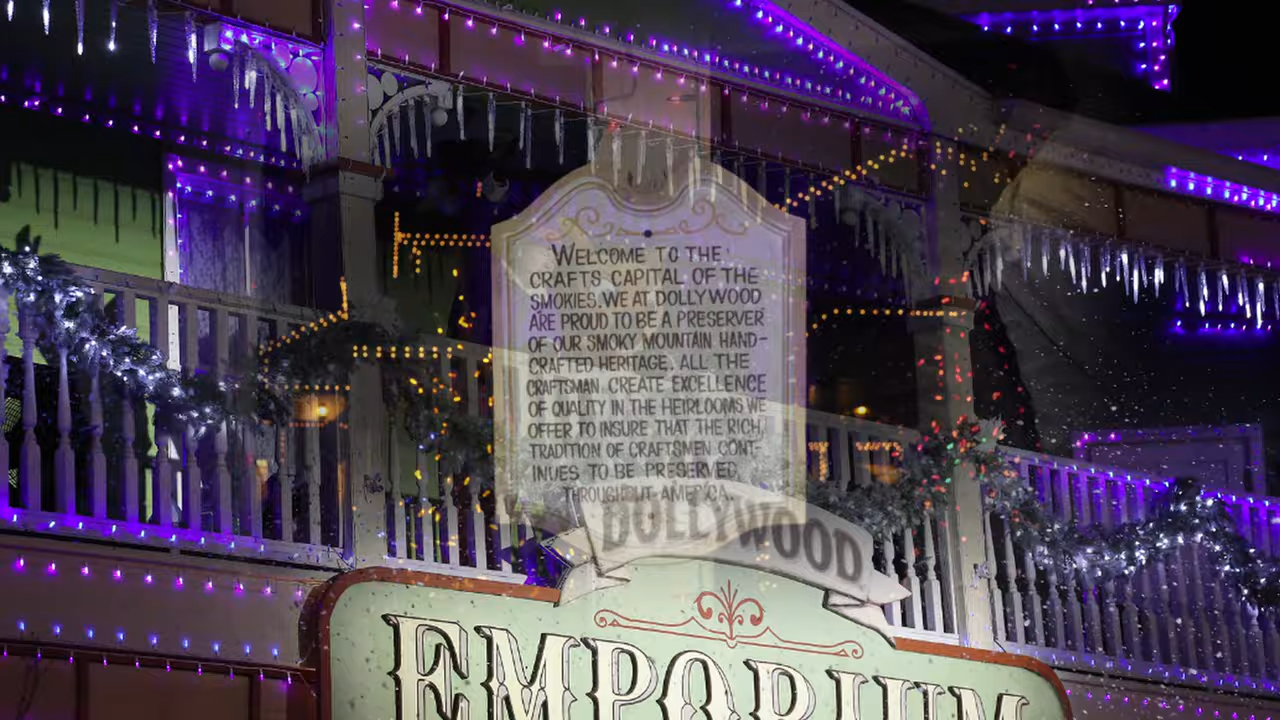 WELCOME TO THE
CRAFTS CAPITAL OF THE
SMOKIES. WE AT DOLLYWOOD
ARE PROUD TO BE A PRESERVER
OF OUR SMOKY MOUNTAIN HAND-
CRAFTED HERITAGE. ALL THE
CRAFTSMAN CREATE EXCELLENCE
OF QUALITY IN THE HEIRLOOMS WE
OFFER TO INSURE THAT THE RICH
TRADITION OF CRAFTSMEN CONT-
INUES TO BE PRESERVED
THROUGHOUT AMERICA.
DOLLYWOOD
EMPORIUM